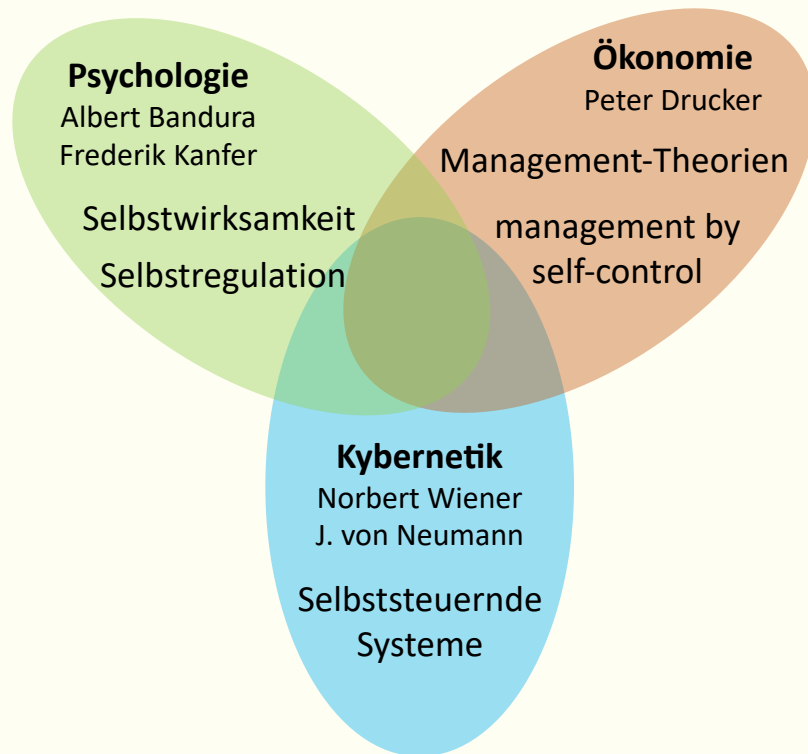 Psychologie
Albert Bandura
Frederik Kanfer
Selbstwirksamkeit
Selbstregulation
Ökonomie
Peter Drucker
Management-Theorien
management by
self-control
Kybernetik
Norbert Wiener
J. von Neumann
Selbststeuernde
Systeme